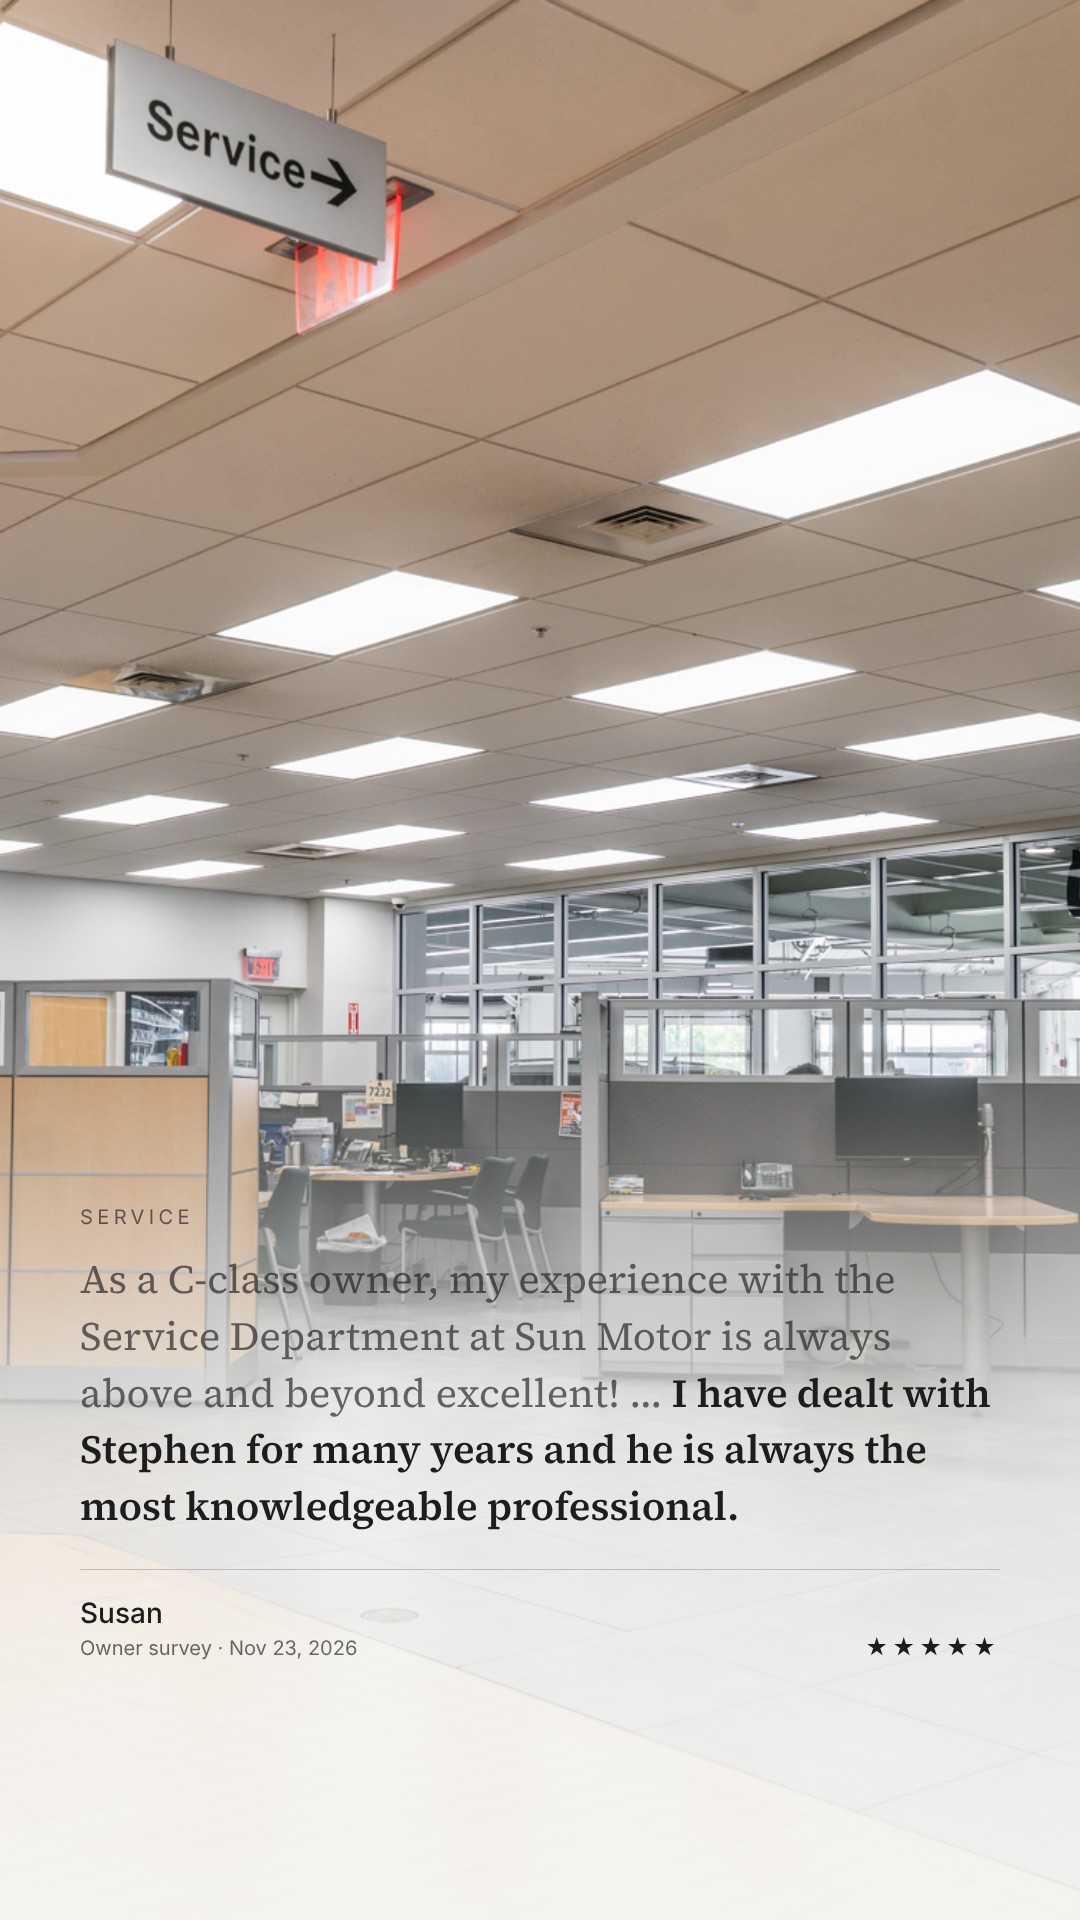 Service→
EXIT
EXIT
7232
SERVICE
As a C-class owner, my experience with the
Service Department at Sun Motor is always
above and beyond excellent! ... I have dealt with
Stephen for many years and he is always the
most knowledgeable professional.
Susan
Owner survey · Nov 23, 2026
★★★★★